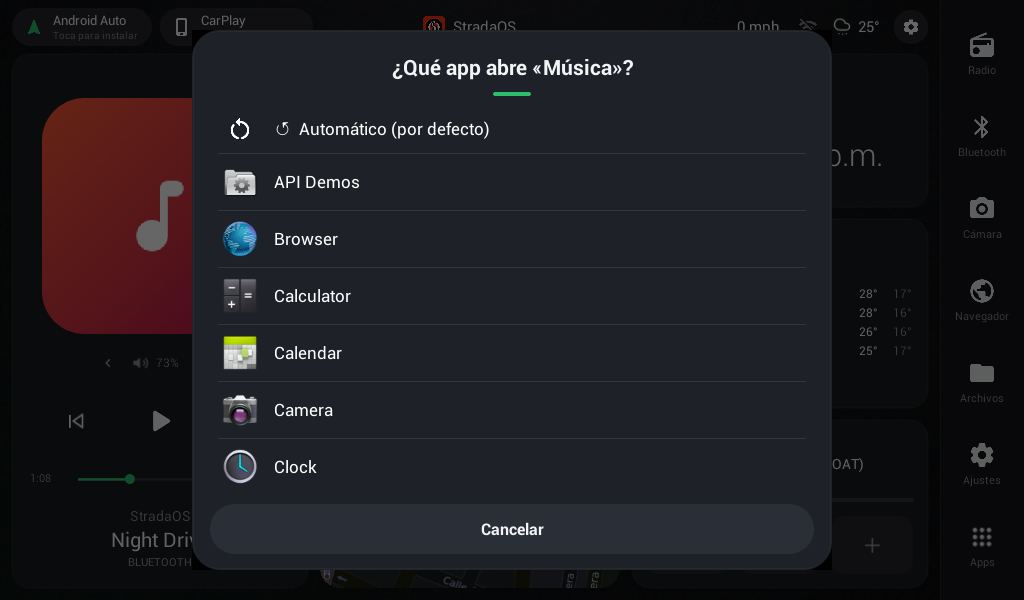 Android Auto
Toca para instalar
CarPlay
StradaOS
0 mph
25°
¿Qué app abre «Música»?
↺ Automático (por defecto)
API Demos
Browser
Calculator
Calendar
Camera
Clock
Cancelar
p.m.
28° 17°
28° 16°
26° 16°
25° 17°
OAT)
73%
1:08
StradaOS
Night Driv
BLUETOOTH
Calle
Radio
Bluetooth
Cámara
Navegador
Archivos
Ajustes
Apps